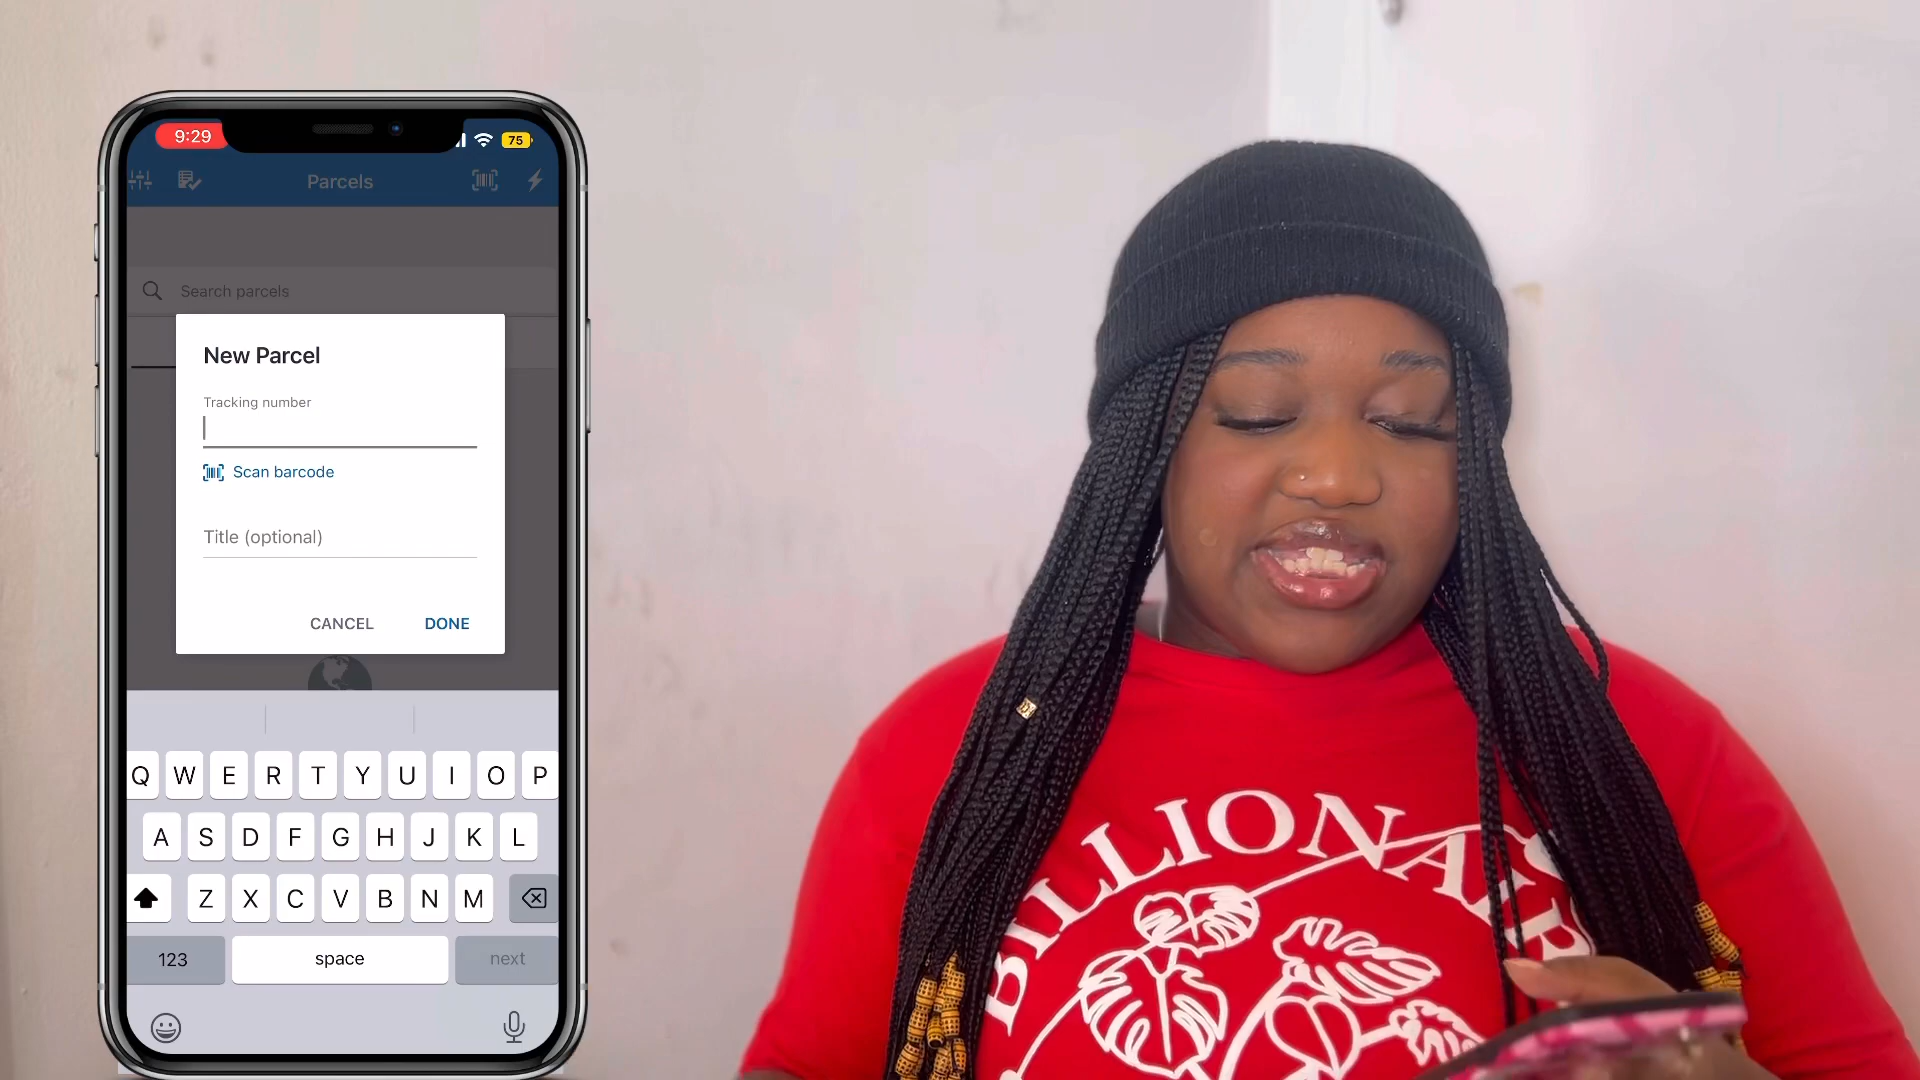 9:29
75
Parcels
Search parcels
New Parcel
Tracking number
Scan barcode
Title (optional)
CANCEL
DONE
Q W E R T Y U I O P
A S D F G H J K L
Z X C V B N M
123
space
next
BILLIONAIR